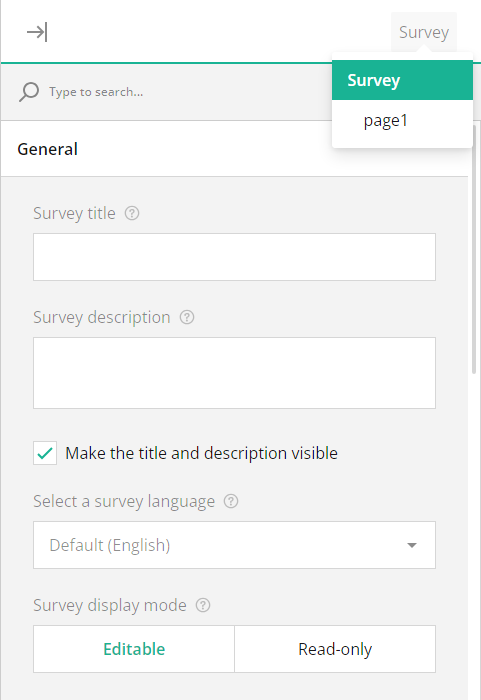 Survey
Survey
page1
Type to search...
General
Survey title
Survey description
Make the title and description visible
Select a survey language
Default (English)
Survey display mode
Editable Read-only